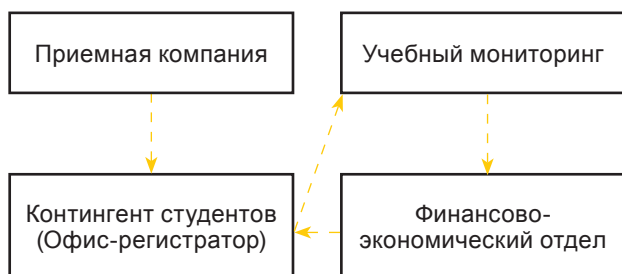 Приемная компания
Учебный мониторинг
Контингент студентов
(Офис-регистратор)
Финансово-
экономический отдел